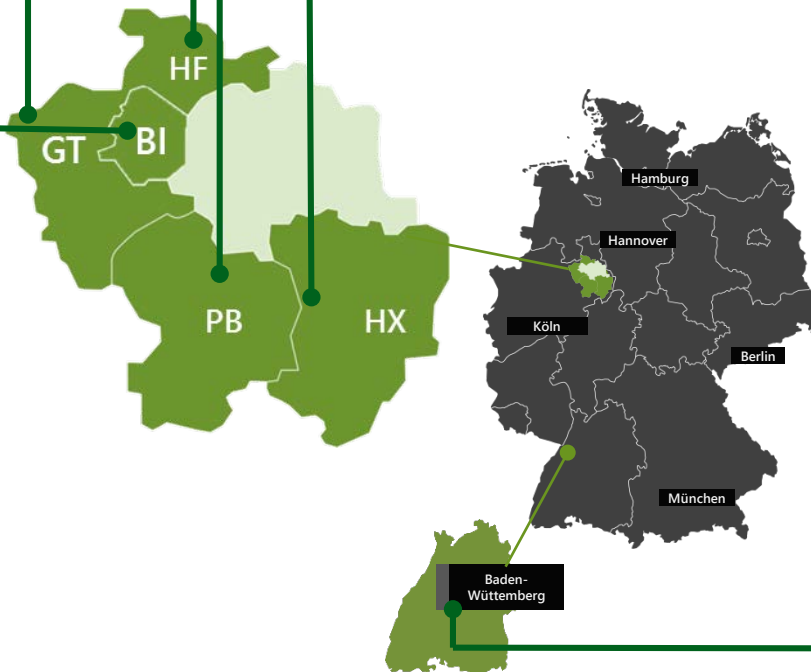 HF
GT
BI
PB
HX
Hamburg
Hannover
Köln
Berlin
München
Baden-
Wüttemberg